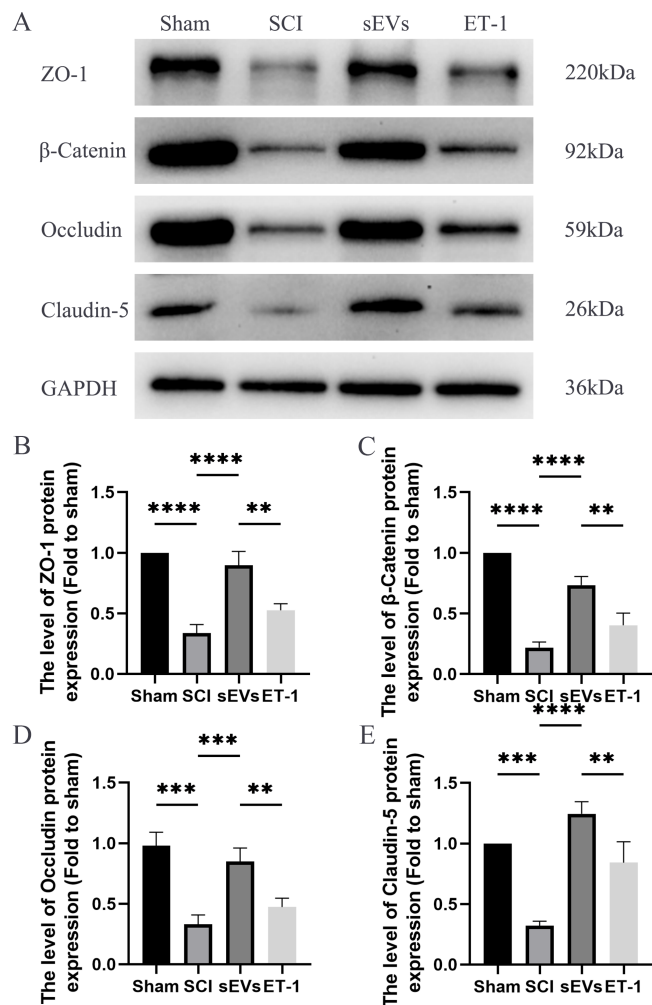 A
Sham SCI sEVs ET-1
ZO-1 220kDa
β-Catenin 92kDa
Occludin 59kDa
Claudin-5 26kDa
GAPDH 36kDa
B
****
**** **
The level of ZO-1 protein
expression (Fold to sham)
1.5
1.0
0.5
0.0
Sham SCI sEVs ET-1
C
****
**** **
The level of β-Catenin protein
expression (Fold to sham)
1.5
1.0
0.5
0.0
Sham SCI sEVs ET-1
D
***
*** **
The level of Occludin protein
expression (Fold to sham)
1.5
1.0
0.5
0.0
Sham SCI sEVs ET-1
E
****
*** **
The level of Claudin-5 protein
expression (Fold to sham)
1.5
1.0
0.5
0.0
Sham SCI sEVs ET-1